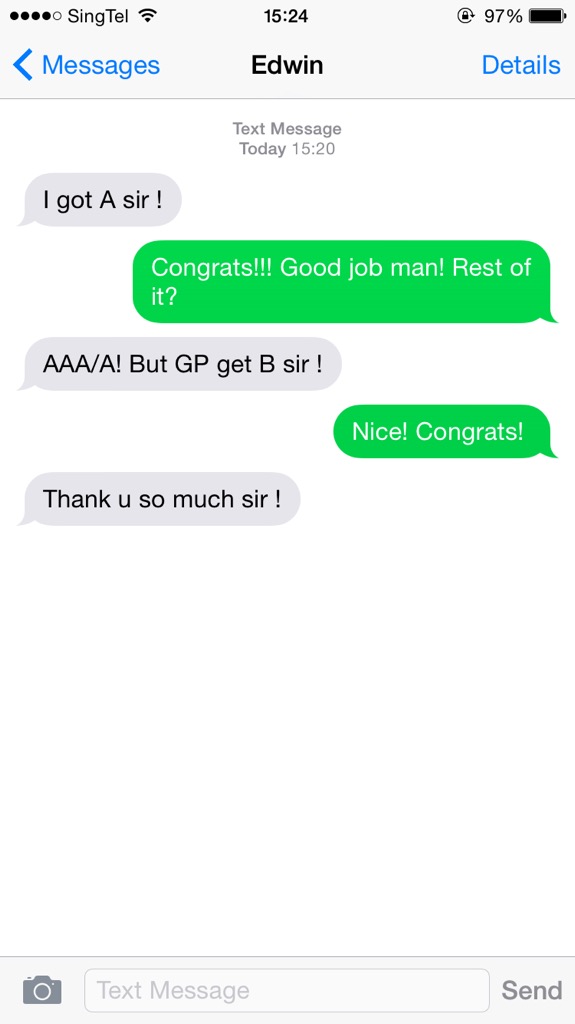 SingTel 15:24 97%
Messages Edwin Details
Text Message
Today 15:20
I got A sir !
Congrats!!! Good job man! Rest of
it?
AAA/A! But GP get B sir !
Nice! Congrats!
Thank u so much sir !
Text Message Send